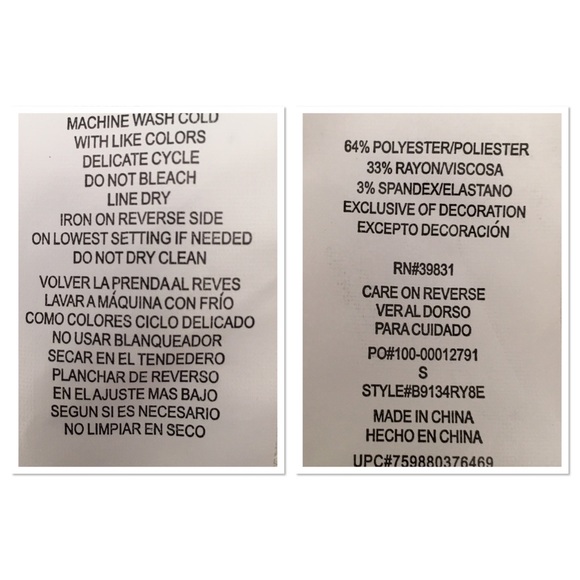 MACHINE WASH COLD
WITH LIKE COLORS
DELICATE CYCLE
DO NOT BLEACH
LINE DRY
IRON ON REVERSE SIDE
ON LOWEST SETTING IF NEEDED
DO NOT DRY CLEAN
VOLVER LA PRENDA AL REVES
LAVAR A MÁQUINA CON FRÍO
COMO COLORES CICLO DELICADO
NO USAR BLANQUEADOR
SECAR EN EL TENDEDERO
PLANCHAR DE REVERSO
EN EL AJUSTE MAS BAJO
SEGUN SI ES NECESARIO
NO LIMPIAR EN SECO
64% POLYESTER/POLIESTER
33% RAYON/VISCOSA
3% SPANDEX/ELASTANO
EXCLUSIVE OF DECORATION
EXCEPTO DECORACIÓN
RN#39831
CARE ON REVERSE
VER AL DORSO
PARA CUIDADO
PO#100-00012791
S
STYLE#B9134RY8E
MADE IN CHINA
HECHO EN CHINA
UPC#759880376469